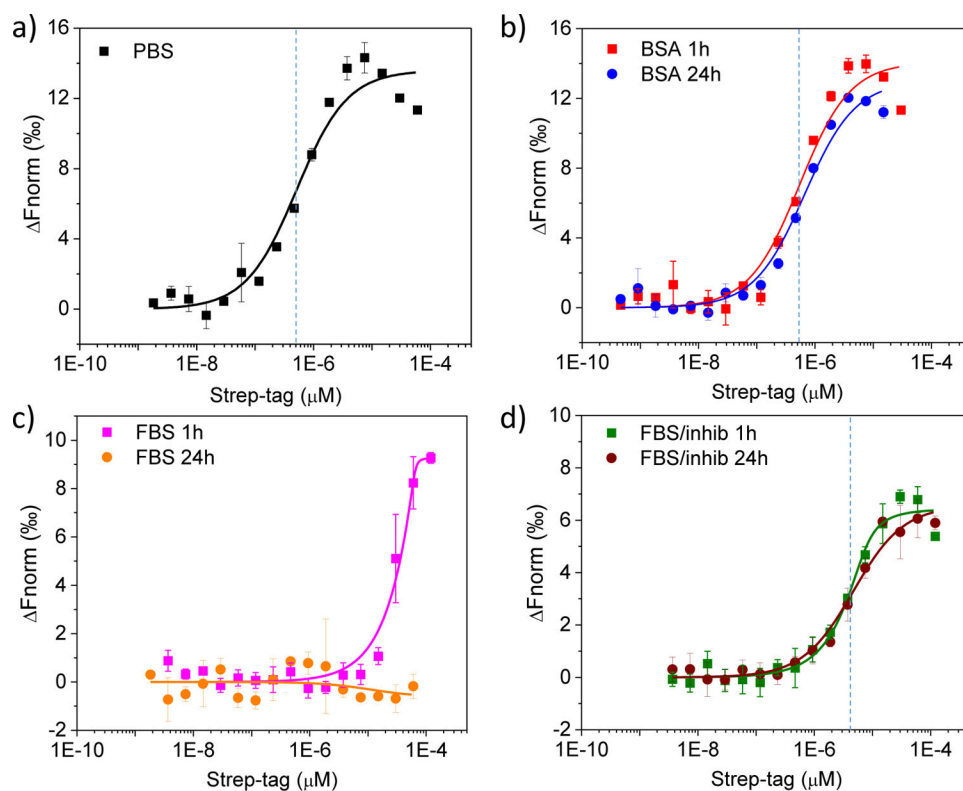 a)
PBS
16
12
8
4
0
ΔFnorm (‰)
1E-10
1E-8
1E-6
1E-4
Strep-tag (μM)
b)
BSA 1h
BSA 24h
16
12
8
4
0
ΔFnorm (‰)
1E-10
1E-8
1E-6
1E-4
Strep-tag (μM)
c)
FBS 1h
FBS 24h
10
8
6
4
2
0
-2
ΔFnorm (‰)
1E-10
1E-8
1E-6
1E-4
Strep-tag (μM)
d)
FBS/inhib 1h
FBS/inhib 24h
10
8
6
4
2
0
-2
ΔFnorm (‰)
1E-10
1E-8
1E-6
1E-4
Strep-tag (μM)